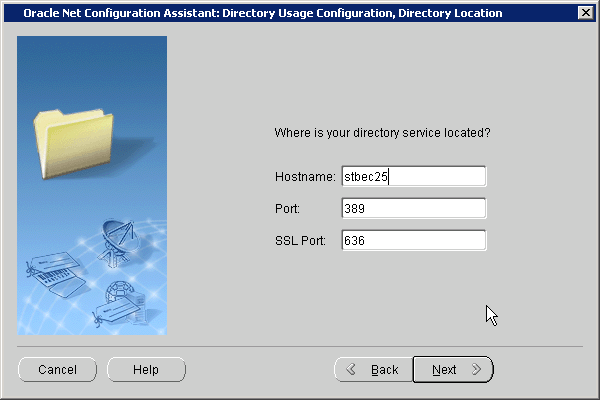 Oracle Net Configuration Assistant: Directory Usage Configuration, Directory Location
Where is your directory service located?
Hostname: stbec25
Port: 389
SSL Port: 636
Cancel Help Back Next